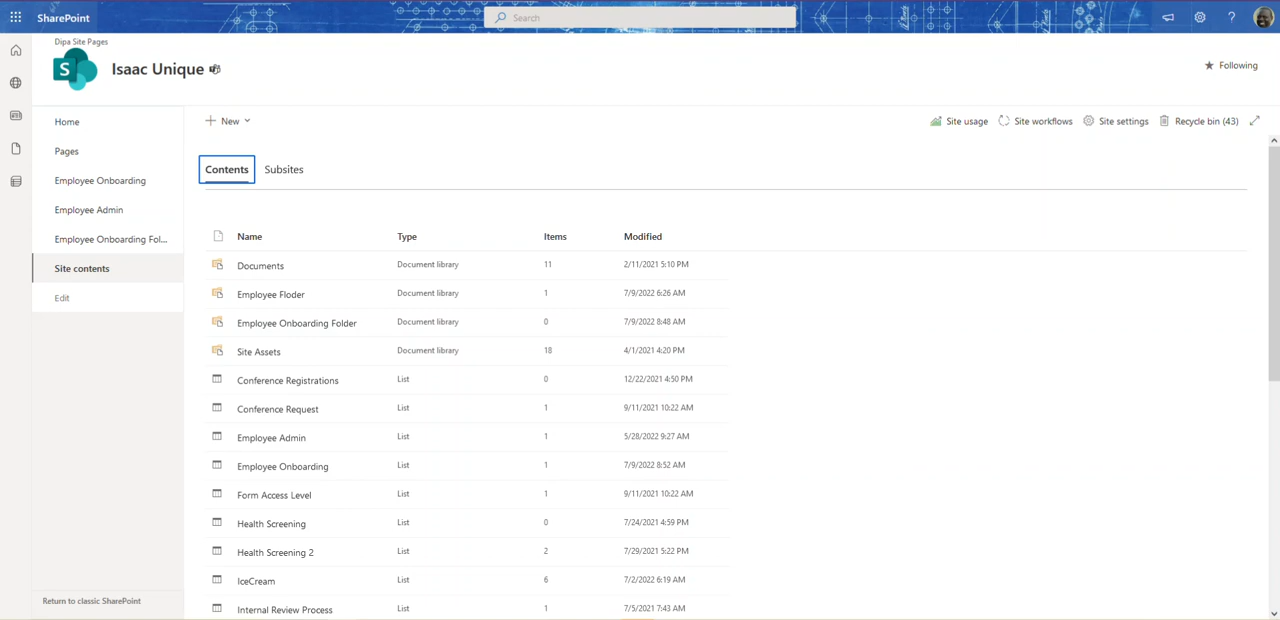 SharePoint
Search
?
Dipa Site Pages
S
Isaac Unique
Following
Home
Pages
Employee Onboarding
Employee Admin
Employee Onboarding Fol...
Site contents
Edit
Return to classic SharePoint
New
Site usage
Site workflows
Site settings
Recycle bin (43)
Contents
Subsites
Name Type Items Modified
Documents Document library 11 2/11/2021 5:10 PM
Employee Floder Document library 1 7/9/2022 6:26 AM
Employee Onboarding Folder Document library 0 7/9/2022 8:48 AM
Site Assets Document library 18 4/1/2021 4:20 PM
Conference Registrations List 0 12/22/2021 4:50 PM
Conference Request List 1 9/11/2021 10:22 AM
Employee Admin List 1 5/28/2022 9:27 AM
Employee Onboarding List 1 7/9/2022 8:52 AM
Form Access Level List 1 9/11/2021 10:22 AM
Health Screening List 0 7/24/2021 4:59 PM
Health Screening 2 List 2 7/29/2021 5:22 PM
IceCream List 6 7/2/2022 6:19 AM
Internal Review Process List 1 7/5/2021 7:43 AM